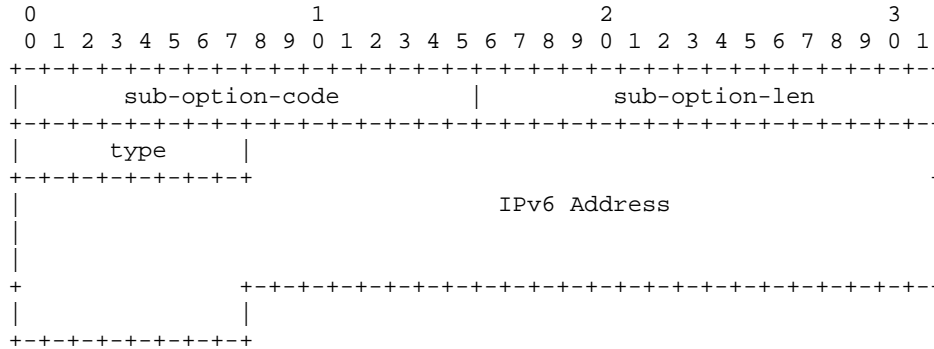 0                   1                   2                   3
 0 1 2 3 4 5 6 7 8 9 0 1 2 3 4 5 6 7 8 9 0 1 2 3 4 5 6 7 8 9 0 1
+-+-+-+-+-+-+-+-+-+-+-+-+-+-+-+-+-+-+-+-+-+-+-+-+-+-+-+-+-+-+-+-
|       sub-option-code         |         sub-option-len
+-+-+-+-+-+-+-+-+-+-+-+-+-+-+-+-+-+-+-+-+-+-+-+-+-+-+-+-+-+-+-+-
|      type     |
+-+-+-+-+-+-+-+-+                                               +
|                                 IPv6 Address
|
|
+               +-+-+-+-+-+-+-+-+-+-+-+-+-+-+-+-+-+-+-+-+-+-+-+-
|               |
+-+-+-+-+-+-+-+-+